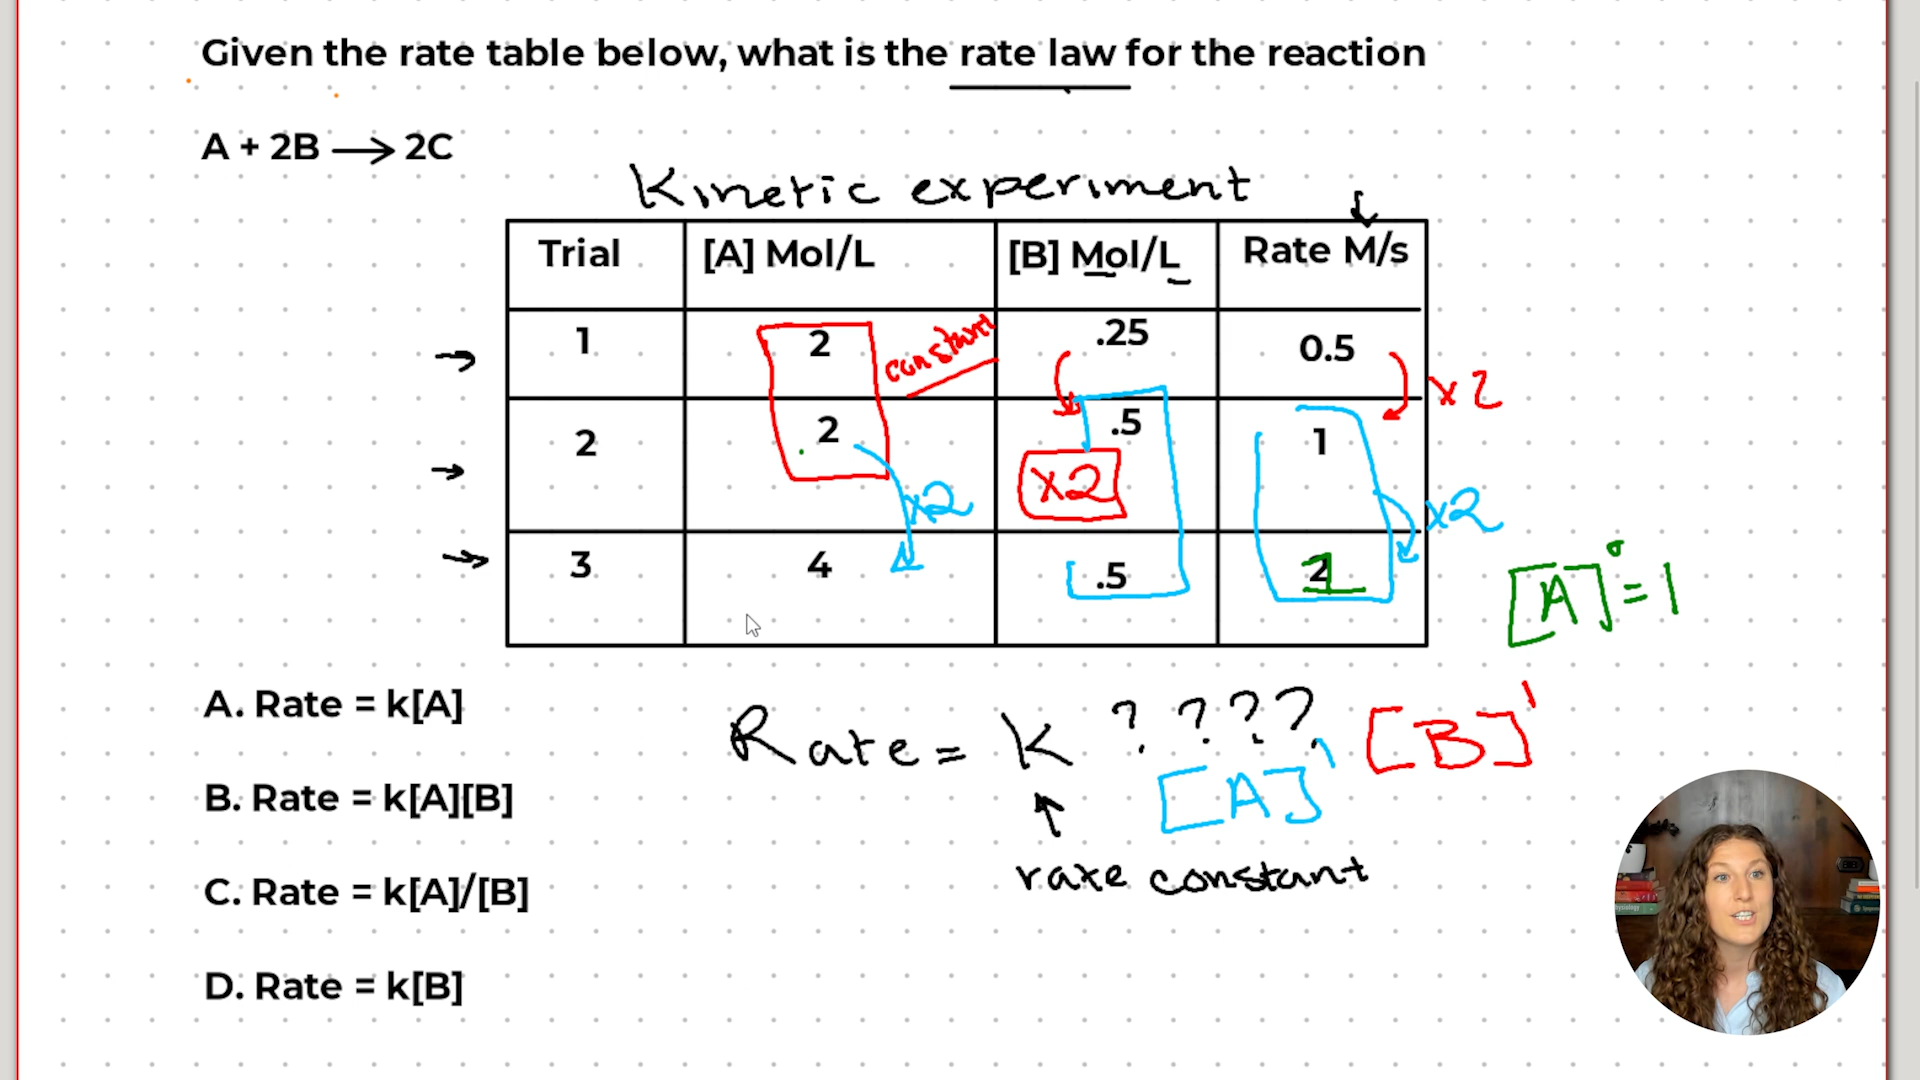 Given the rate table below, what is the rate law for the reaction
A + 2B → 2C
Kinetic experiment
Trial [A] Mol/L [B] Mol/L Rate M/s
1 2 constant .25 0.5 x2
2 2 x2 x2 .5 1 x2
3 4 .5 2 1
[A]⁰ = 1
A. Rate = k[A]
Rate = K ? ? ? ? [A]¹ [B]¹
B. Rate = k[A][B]
rate constant
C. Rate = k[A]/[B]
D. Rate = k[B]